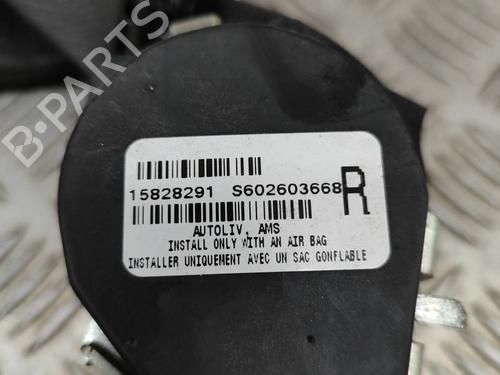 B-PARTS
15828291 S602603668
R
AUTOLIV, AMS
INSTALL ONLY WITH AN AIR BAG
INSTALLER UNIQUEMENT AVEC UN SAC GONFLABLE